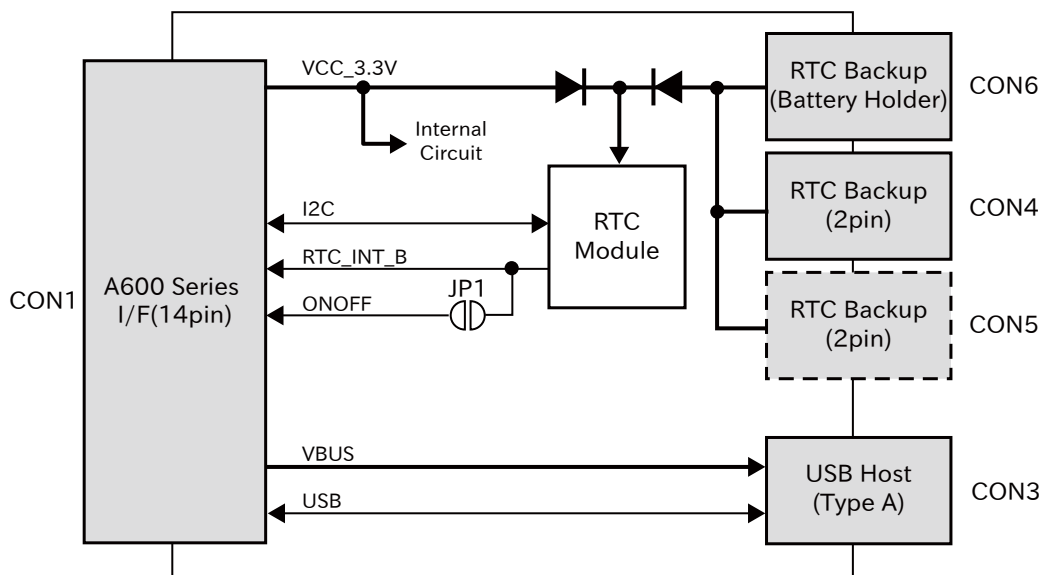 VCC_3.3V
Internal
Circuit
RTC Backup
(Battery Holder)
CON6
I2C
RTC
Module
RTC Backup
(2pin)
CON4
RTC_INT_B
JP1
ONOFF
CON1
A600 Series
I/F(14pin)
RTC Backup
(2pin)
CON5
VBUS
USB
USB Host
(Type A)
CON3